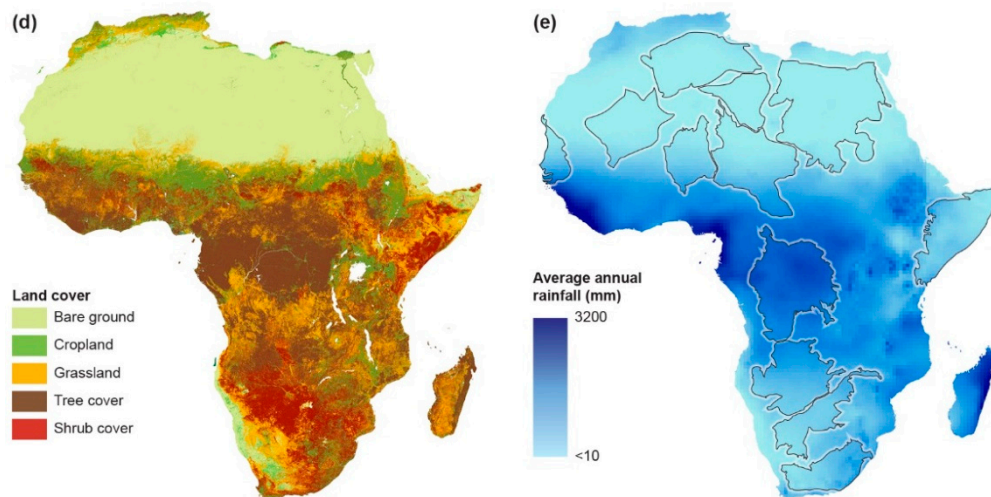 (d)
Land cover
Bare ground
Cropland
Grassland
Tree cover
Shrub cover
(e)
Average annual
rainfall (mm)
3200
<10